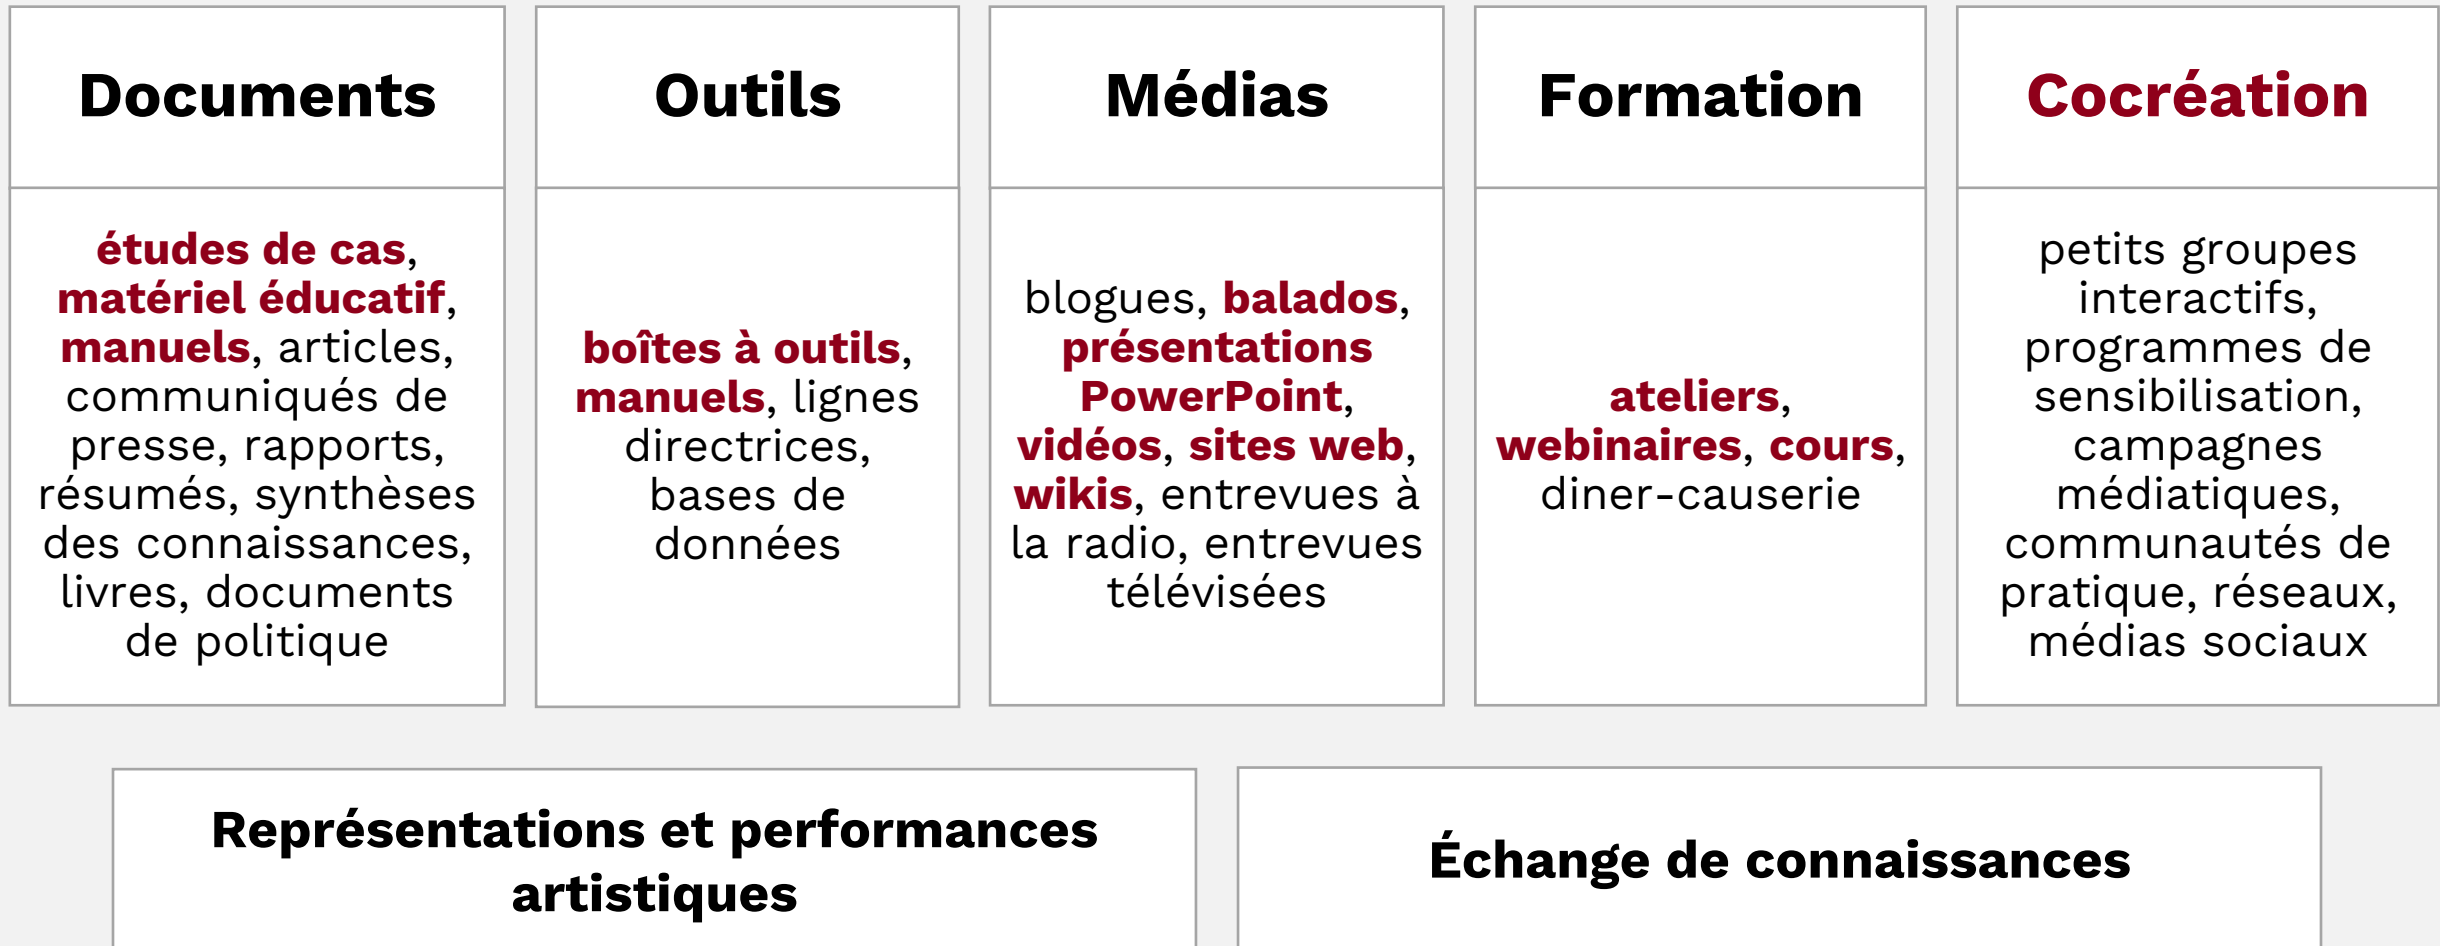 Documents
études de cas,
matériel éducatif,
manuels, articles,
communiqués de
presse, rapports,
résumés, synthèses
des connaissances,
livres, documents
de politique
Outils
boîtes à outils,
manuels, lignes
directrices,
bases de
données
Médias
blogues, balados,
présentations
PowerPoint,
vidéos, sites web,
wikis, entrevues à
la radio, entrevues
télévisées
Formation
ateliers,
webinaires, cours,
diner-causerie
Cocréation
petits groupes
interactifs,
programmes de
sensibilisation,
campagnes
médiatiques,
communautés de
pratique, réseaux,
médias sociaux
Représentations et performances
artistiques
Échange de connaissances